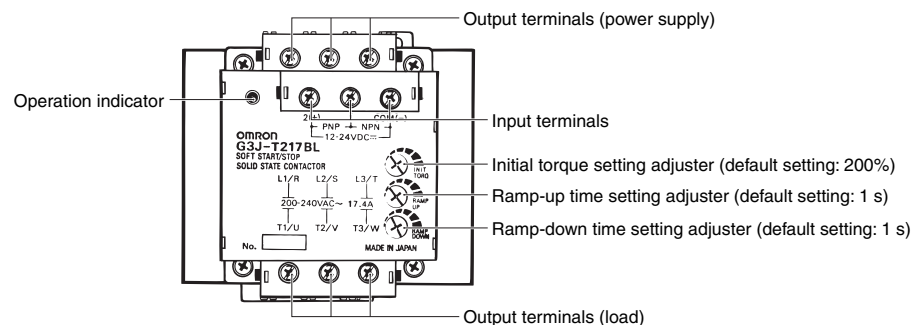 Output terminals (power supply)
Operation indicator
2(+) COM(−)
PNP NPN
12-24VDC
Input terminals
OMRON
G3J-T217BL
SOFT START/STOP
SOLID STATE CONTACTOR
INIT
TORQ
Initial torque setting adjuster (default setting: 200%)
L1/R L2/S L3/T
RAMP
UP
Ramp-up time setting adjuster (default setting: 1 s)
200-240VAC~ 17.4A
RAMP
DOWN
Ramp-down time setting adjuster (default setting: 1 s)
T1/U T2/V T3/W
No. MADE IN JAPAN
Output terminals (load)